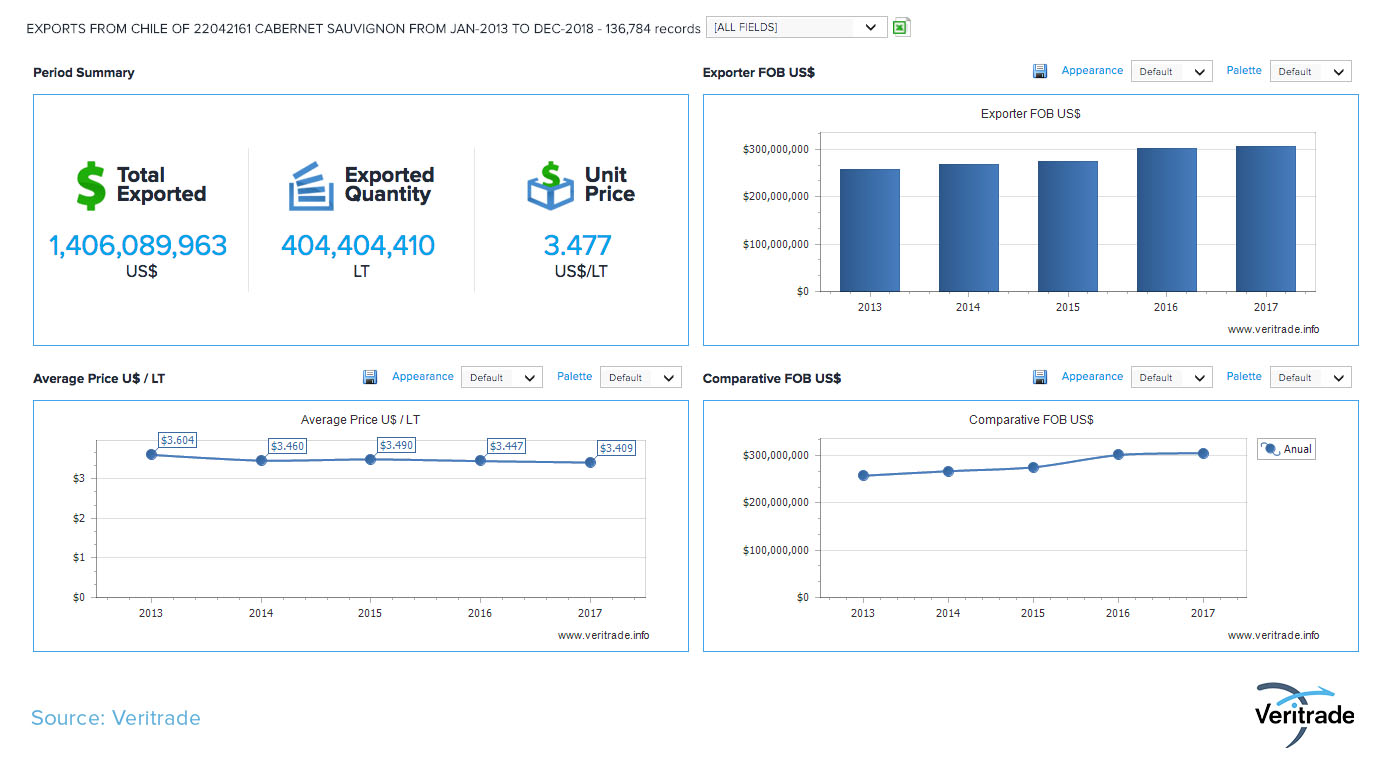 EXPORTS FROM CHILE OF 22042161 CABERNET SAUVIGNON FROM JAN-2013 TO DEC-2018 - 136,784 records [ALL FIELDS]
Period Summary
Total Exported
1,406,089,963
US$
Exported Quantity
404,404,410
LT
Unit Price
3.477
US$/LT
Exporter FOB US$ Appearance Default Palette Default
Exporter FOB US$
$300,000,000
$200,000,000
$100,000,000
$0
2013 2014 2015 2016 2017
www.veritrade.info
Average Price U$ / LT Appearance Default Palette Default
Average Price U$ / LT
$3.604 $3.460 $3.490 $3.447 $3.409
$3
$2
$1
$0
2013 2014 2015 2016 2017
www.veritrade.info
Comparative FOB US$ Appearance Default Palette Default
Comparative FOB US$
Anual
$300,000,000
$200,000,000
$100,000,000
$0
2013 2014 2015 2016 2017
www.veritrade.info
Source: Veritrade
Veritrade